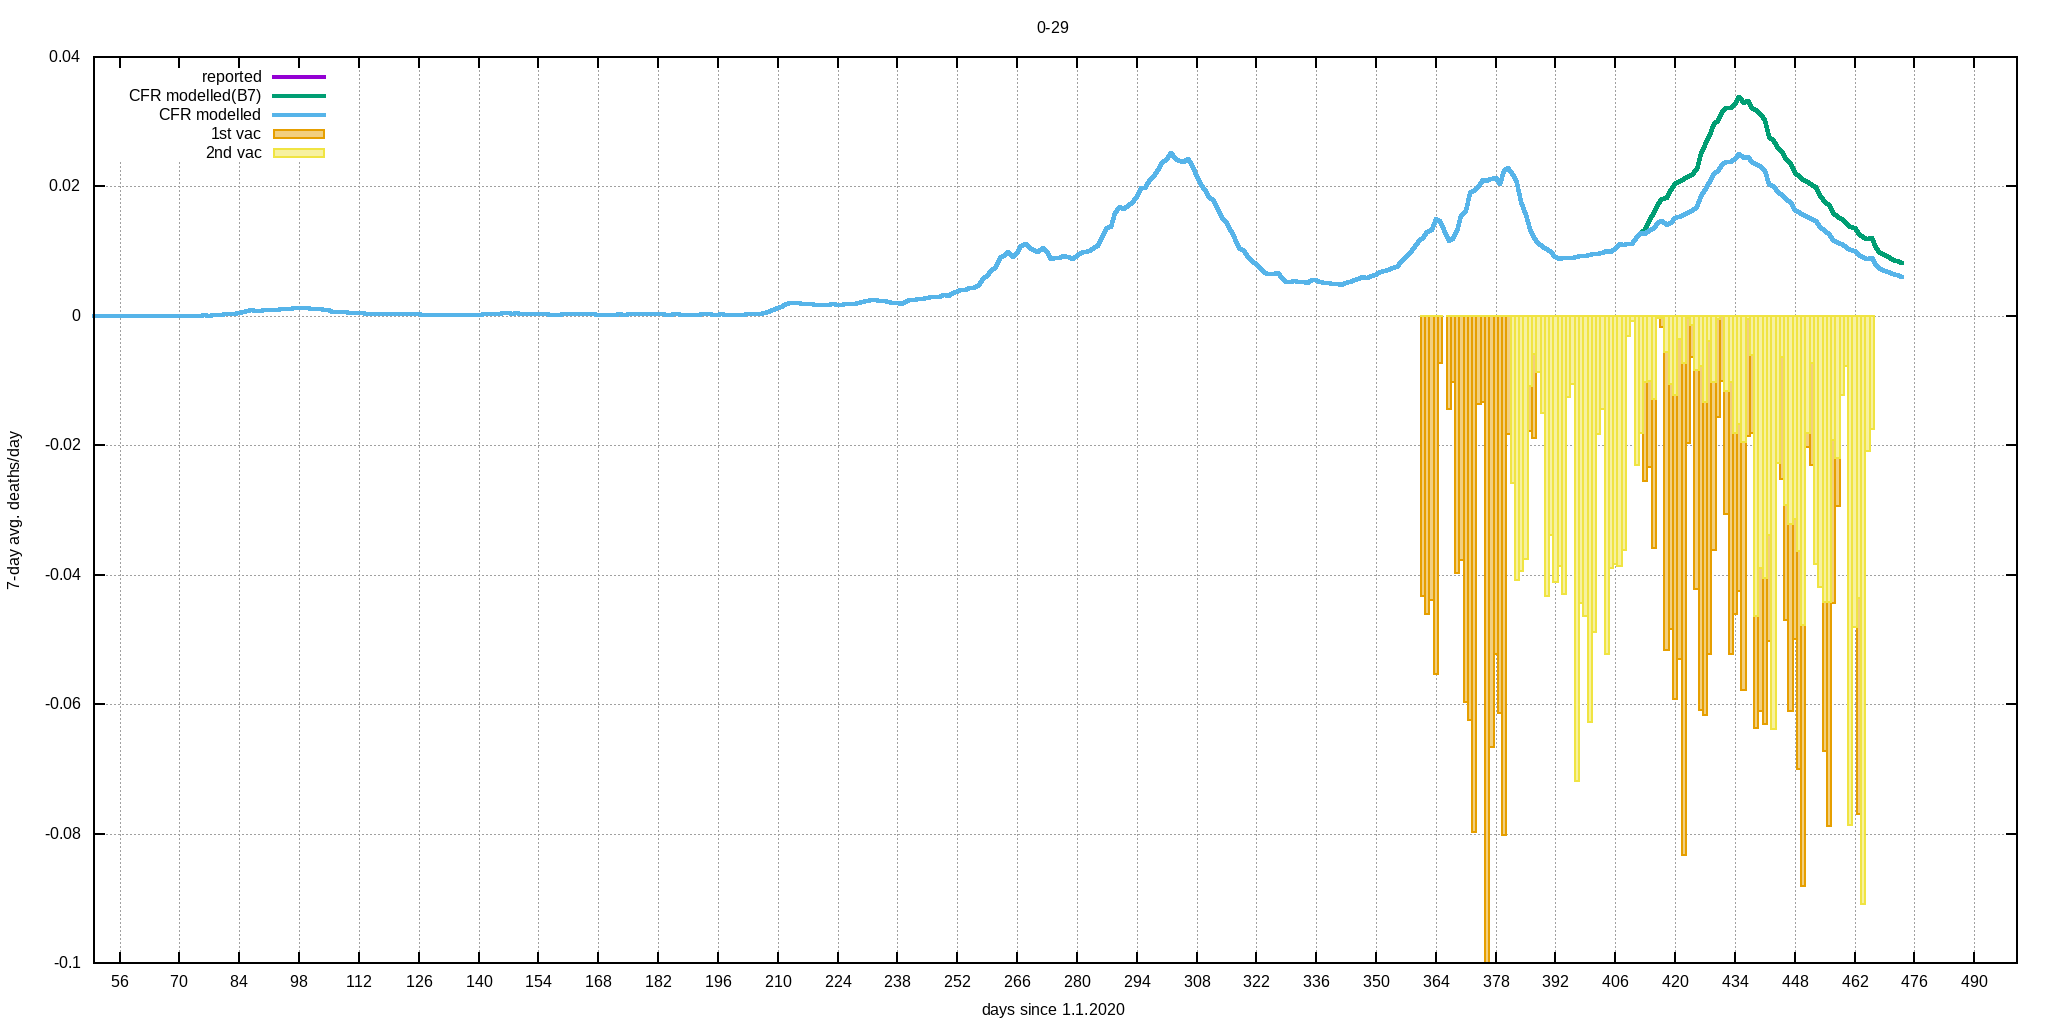 0-29
0.04
reported
CFR modelled(B7)
CFR modelled
1st vac
2nd vac
0.02
0
-0.02
-0.04
-0.06
-0.08
-0.1
7-day avg. deaths/day
56 70 84 98 112 126 140 154 168 182 196 210 224 238 252 266 280 294 308 322 336 350 364 378 392 406 420 434 448 462 476 490
days since 1.1.2020